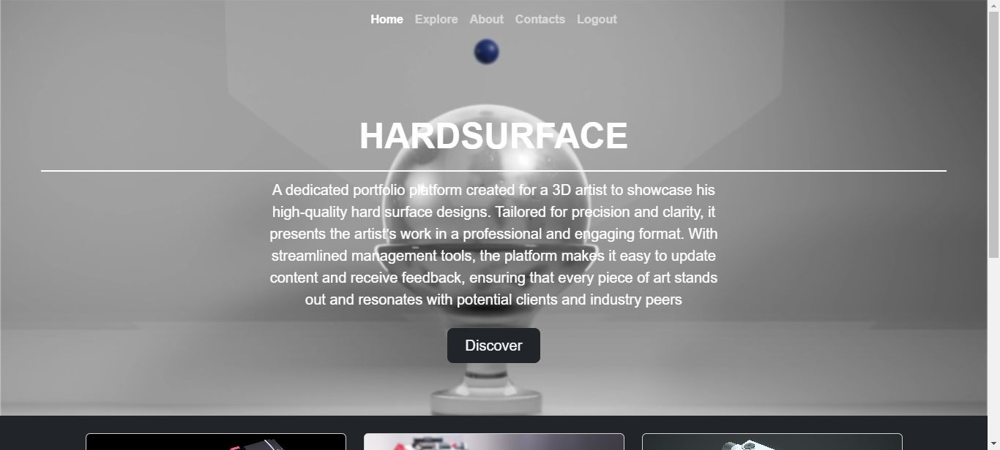 Home Explore About Contacts Logout
HARDSURFACE
A dedicated portfolio platform created for a 3D artist to showcase his
high-quality hard surface designs. Tailored for precision and clarity, it
presents the artist's work in a professional and engaging format. With
streamlined management tools, the platform makes it easy to update
content and receive feedback, ensuring that every piece of art stands
out and resonates with potential clients and industry peers
Discover